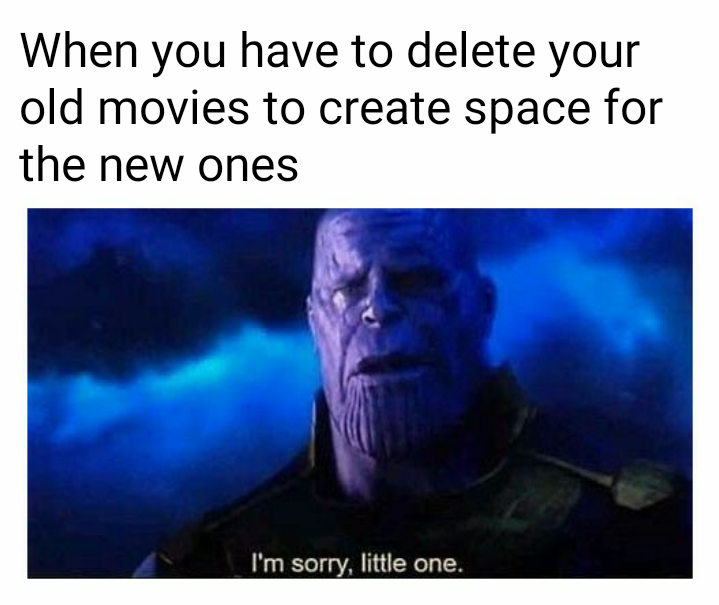 When you have to delete your
old movies to create space for
the new ones
I'm sorry, little one.